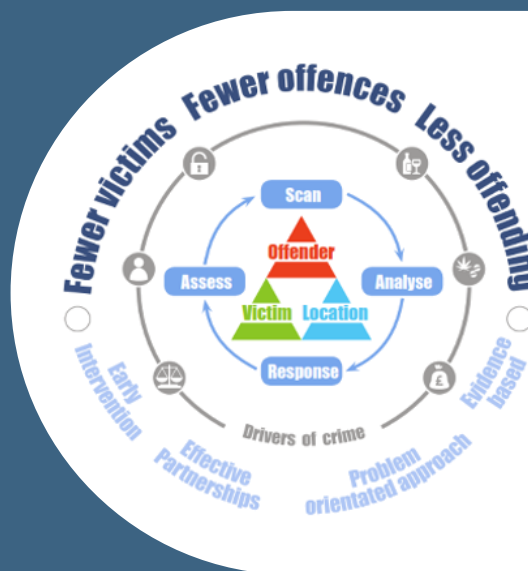 Fewer victims Fewer offences Less offending
Scan
Offender
Assess
Analyse
Victim Location
Response
Drivers of crime
Early
Intervention
Effective
Partnerships
Problem
orientated approach
Evidence
based
£